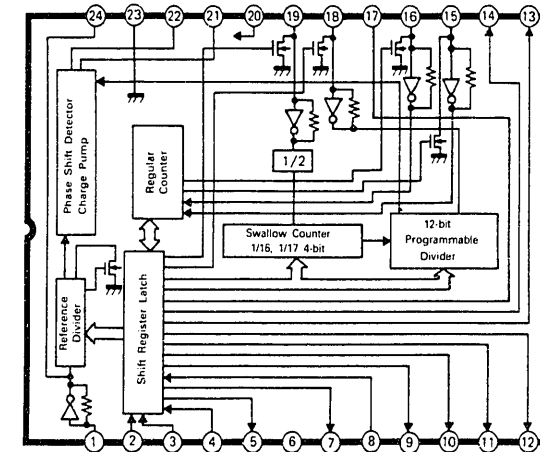 24 23 22 21 20 19 18 17 16 15 14 13
Phase Shift Detector
Charge Pump
Regular
Counter
1/2
Swallow Counter
1/16, 1/17 4-bit
12-bit
Programmable
Divider
Reference
Divider
Shift Register Latch
1 2 3 4 5 6 7 8 9 10 11 12